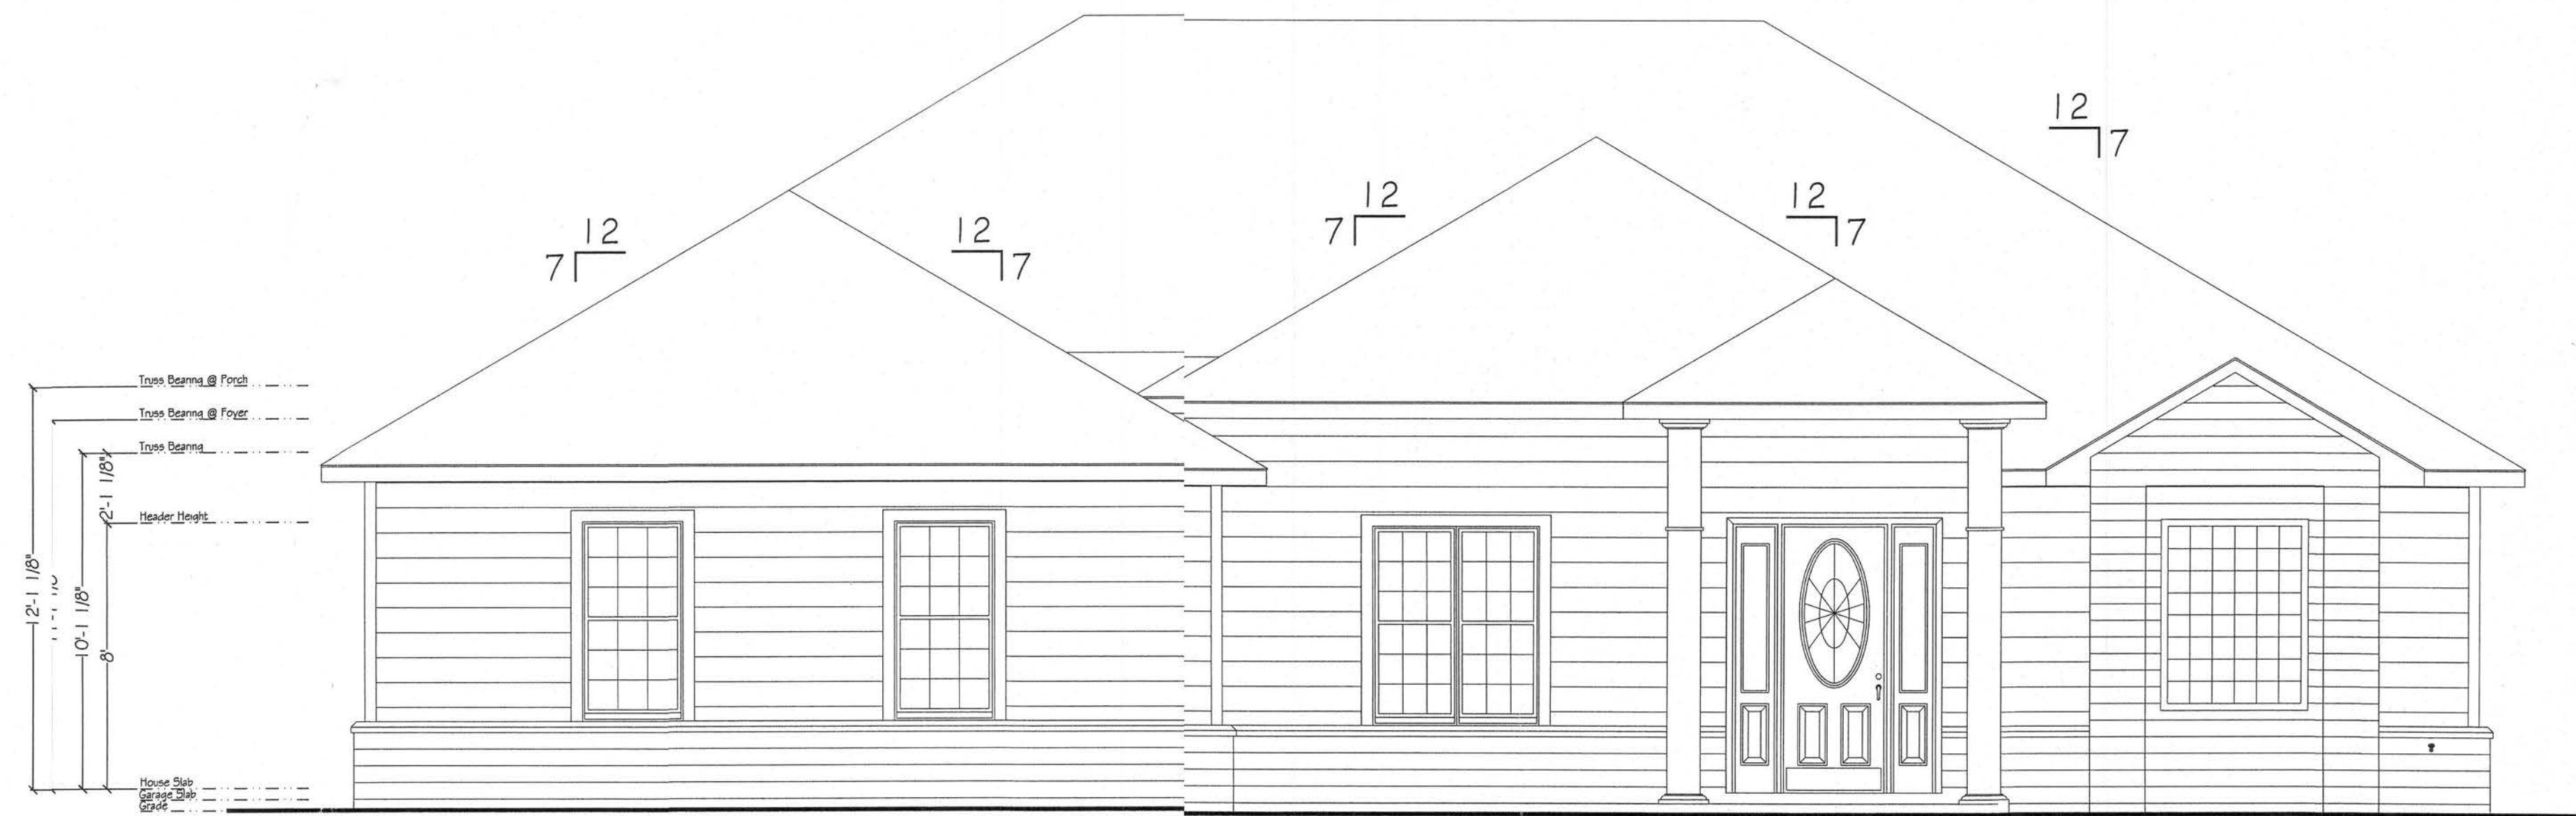 12
7
12
7
12
7
12
7
12
7
Truss Bearing @ Porch
Truss Bearing @ Foyer
Truss Bearing
Header Height
House Slab
Garage Slab
Grade
12'-1 1/8"
10'-1 1/8"
2'-1 1/8"
8'